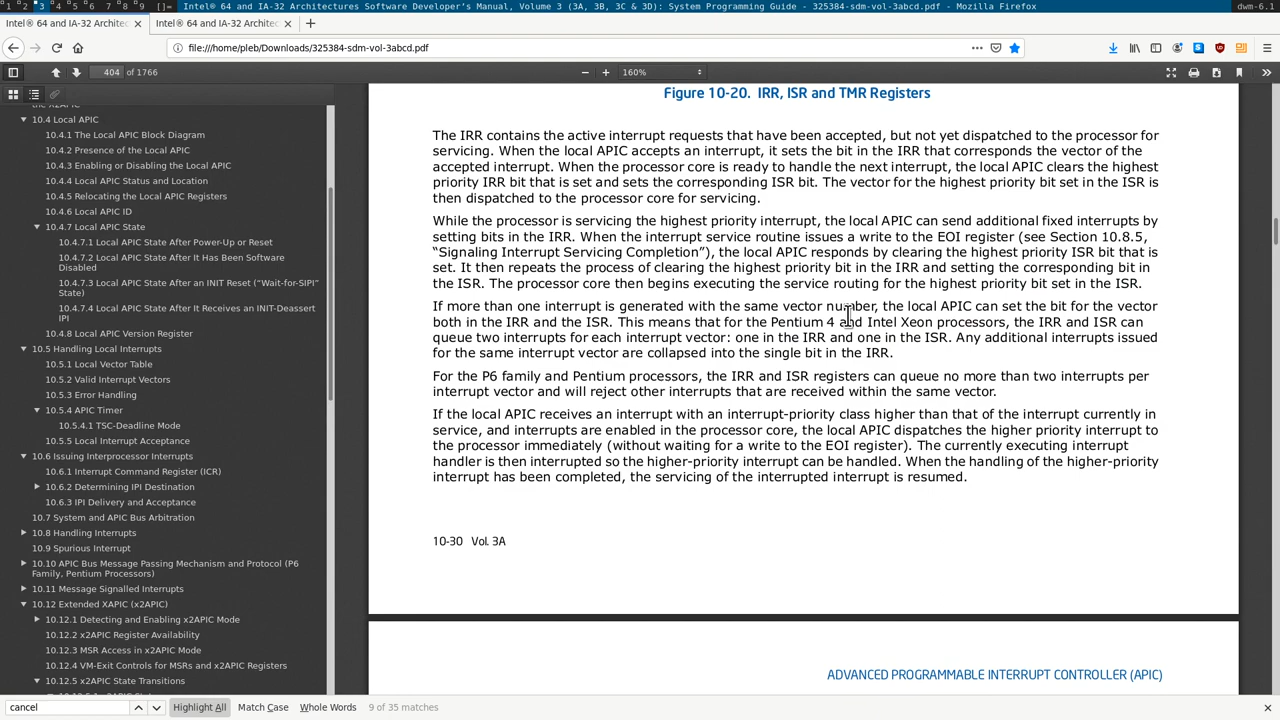 1 2 3 4 5 6 7 8 9 []= Intel® 64 and IA-32 Architectures Software Developer's Manual, Volume 3 (3A, 3B, 3C & 3D): System Programming Guide - 325384-sdm-vol-3abcd.pdf - Mozilla Firefox dwm-6.1
Intel® 64 and IA-32 Architec × Intel® 64 and IA-32 Architec × +
file:///home/pleb/Downloads/325384-sdm-vol-3abcd.pdf
404 of 1766 160%
the X2APIC
10.4 Local APIC
10.4.1 The Local APIC Block Diagram
10.4.2 Presence of the Local APIC
10.4.3 Enabling or Disabling the Local APIC
10.4.4 Local APIC Status and Location
10.4.5 Relocating the Local APIC Registers
10.4.6 Local APIC ID
10.4.7 Local APIC State
10.4.7.1 Local APIC State After Power-Up or Reset
10.4.7.2 Local APIC State After It Has Been Software
Disabled
10.4.7.3 Local APIC State After an INIT Reset (“Wait-for-SIPI”
State)
10.4.7.4 Local APIC State After It Receives an INIT-Deassert
IPI
10.4.8 Local APIC Version Register
10.5 Handling Local Interrupts
10.5.1 Local Vector Table
10.5.2 Valid Interrupt Vectors
10.5.3 Error Handling
10.5.4 APIC Timer
10.5.4.1 TSC-Deadline Mode
10.5.5 Local Interrupt Acceptance
10.6 Issuing Interprocessor Interrupts
10.6.1 Interrupt Command Register (ICR)
10.6.2 Determining IPI Destination
10.6.3 IPI Delivery and Acceptance
10.7 System and APIC Bus Arbitration
10.8 Handling Interrupts
10.9 Spurious Interrupt
10.10 APIC Bus Message Passing Mechanism and Protocol (P6
Family, Pentium Processors)
10.11 Message Signalled Interrupts
10.12 Extended XAPIC (x2APIC)
10.12.1 Detecting and Enabling x2APIC Mode
10.12.2 x2APIC Register Availability
10.12.3 MSR Access in x2APIC Mode
10.12.4 VM-Exit Controls for MSRs and x2APIC Registers
10.12.5 x2APIC State Transitions
Figure 10-20. IRR, ISR and TMR Registers
The IRR contains the active interrupt requests that have been accepted, but not yet dispatched to the processor for
servicing. When the local APIC accepts an interrupt, it sets the bit in the IRR that corresponds the vector of the
accepted interrupt. When the processor core is ready to handle the next interrupt, the local APIC clears the highest
priority IRR bit that is set and sets the corresponding ISR bit. The vector for the highest priority bit set in the ISR is
then dispatched to the processor core for servicing.
While the processor is servicing the highest priority interrupt, the local APIC can send additional fixed interrupts by
setting bits in the IRR. When the interrupt service routine issues a write to the EOI register (see Section 10.8.5,
“Signaling Interrupt Servicing Completion”), the local APIC responds by clearing the highest priority ISR bit that is
set. It then repeats the process of clearing the highest priority bit in the IRR and setting the corresponding bit in
the ISR. The processor core then begins executing the service routing for the highest priority bit set in the ISR.
If more than one interrupt is generated with the same vector number, the local APIC can set the bit for the vector
both in the IRR and the ISR. This means that for the Pentium 4 and Intel Xeon processors, the IRR and ISR can
queue two interrupts for each interrupt vector: one in the IRR and one in the ISR. Any additional interrupts issued
for the same interrupt vector are collapsed into the single bit in the IRR.
For the P6 family and Pentium processors, the IRR and ISR registers can queue no more than two interrupts per
interrupt vector and will reject other interrupts that are received within the same vector.
If the local APIC receives an interrupt with an interrupt-priority class higher than that of the interrupt currently in
service, and interrupts are enabled in the processor core, the local APIC dispatches the higher priority interrupt to
the processor immediately (without waiting for a write to the EOI register). The currently executing interrupt
handler is then interrupted so the higher-priority interrupt can be handled. When the handling of the higher-priority
interrupt has been completed, the servicing of the interrupted interrupt is resumed.
10-30 Vol. 3A
ADVANCED PROGRAMMABLE INTERRUPT CONTROLLER (APIC)
cancel Highlight All Match Case Whole Words 9 of 35 matches